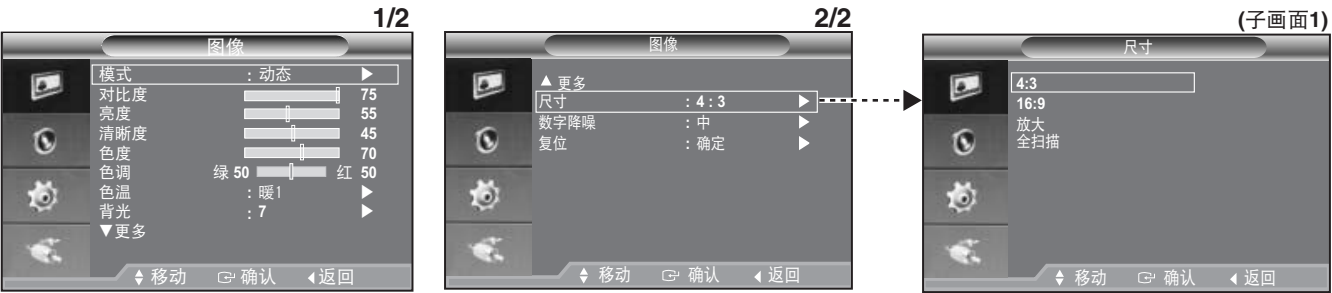 1/2
图像
模式 : 动态 ▶
对比度 75
亮度 55
清晰度 45
色度 70
色调 绿 50 红 50
色温 : 暖1 ▶
背光 : 7 ▶
▼更多
移动 确认 返回
2/2
图像
▲ 更多
尺寸 : 4 : 3 ▶
数字降噪 : 中 ▶
复位 : 确定 ▶
移动 确认 返回
(子画面1)
尺寸
4:3
16:9
放大
全扫描
移动 确认 返回